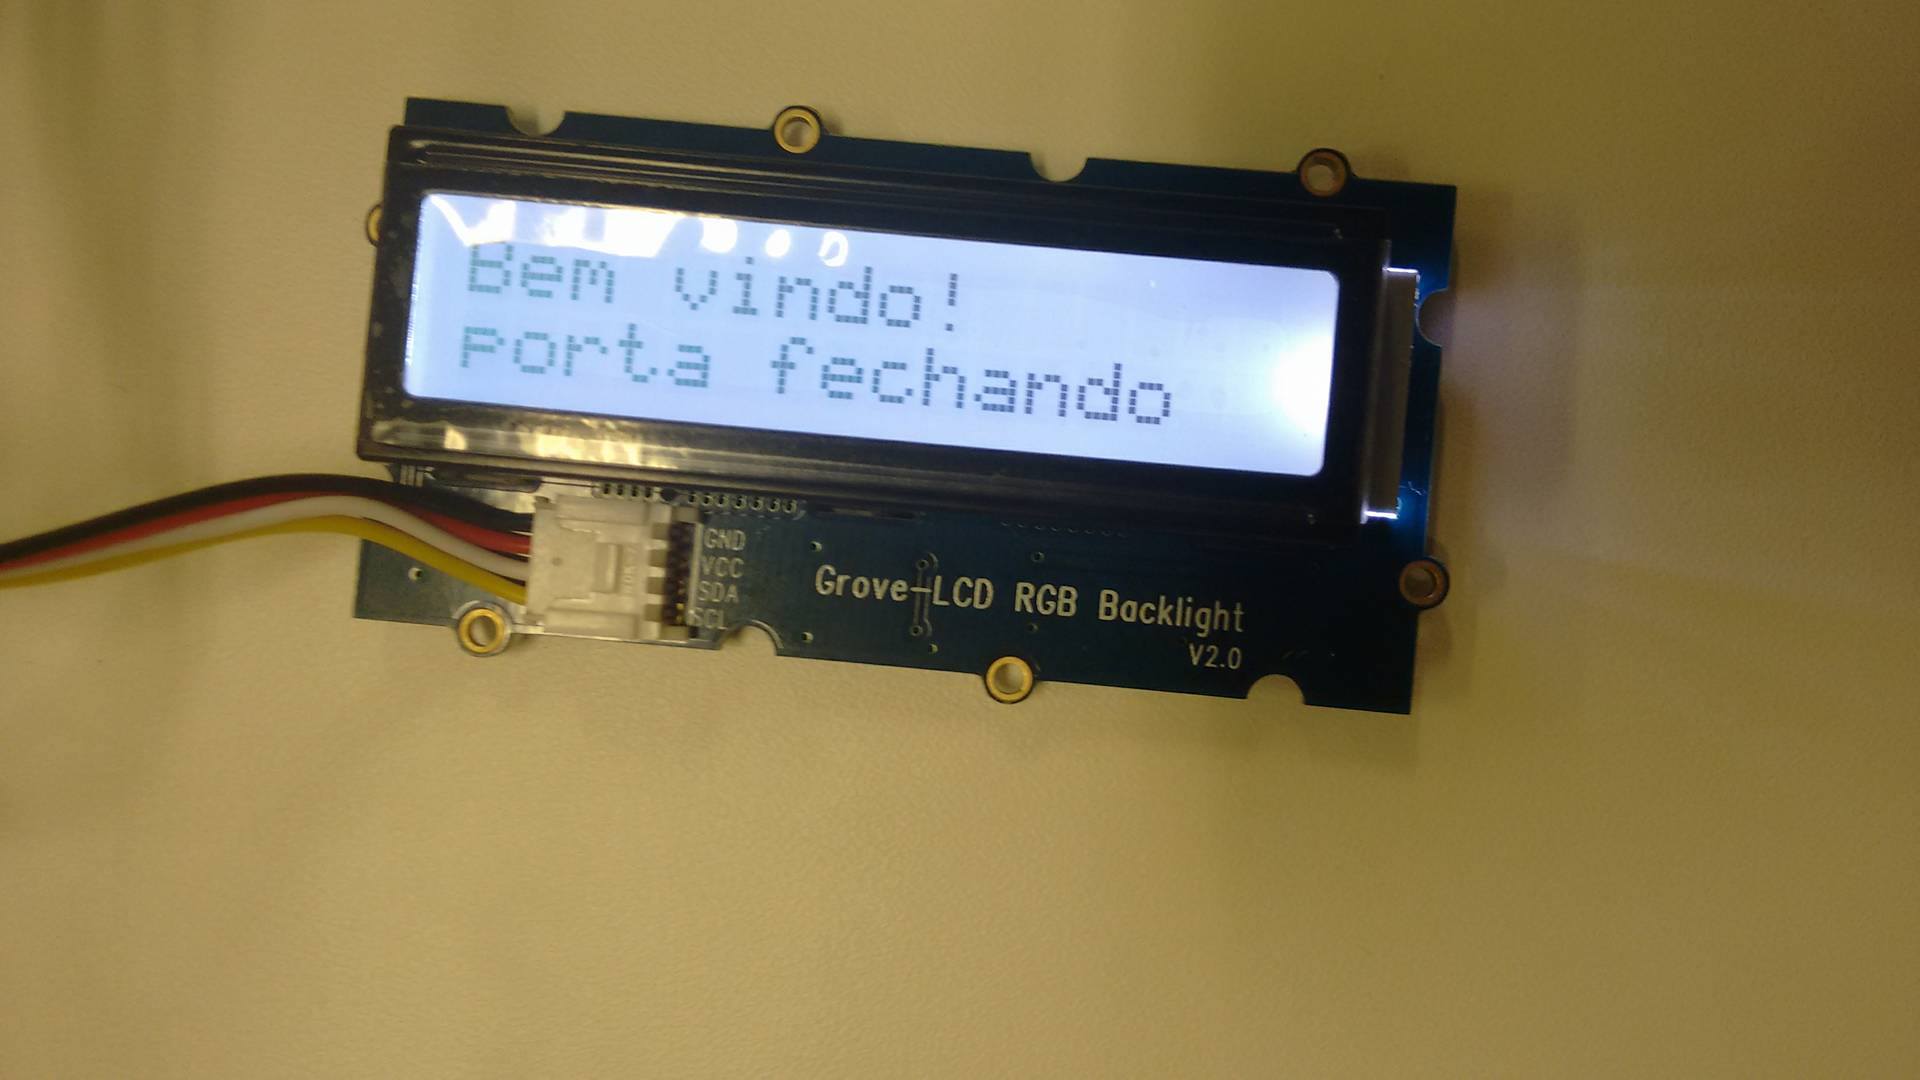 Bem vindo!
porta fechando
GND
VCC
SDA
SCL
Grove-LCD RGB Backlight
V2.0